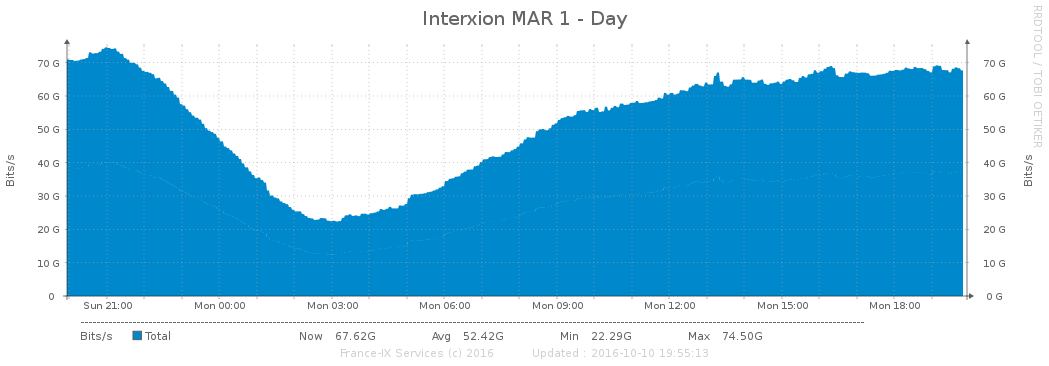 Interxion MAR 1 - Day
RRDTOOL / TOBI OETIKER
Bits/s
70 G 70 G
60 G 60 G
50 G 50 G
40 G 40 G
30 G 30 G
20 G 20 G
10 G 10 G
0 0 G
Bits/s
Sun 21:00 Mon 00:00 Mon 03:00 Mon 06:00 Mon 09:00 Mon 12:00 Mon 15:00 Mon 18:00
Bits/s Total Now 67.62G Avg 52.42G Min 22.29G Max 74.50G
France-IX Services (c) 2016 Updated : 2016-10-10 19:55:13